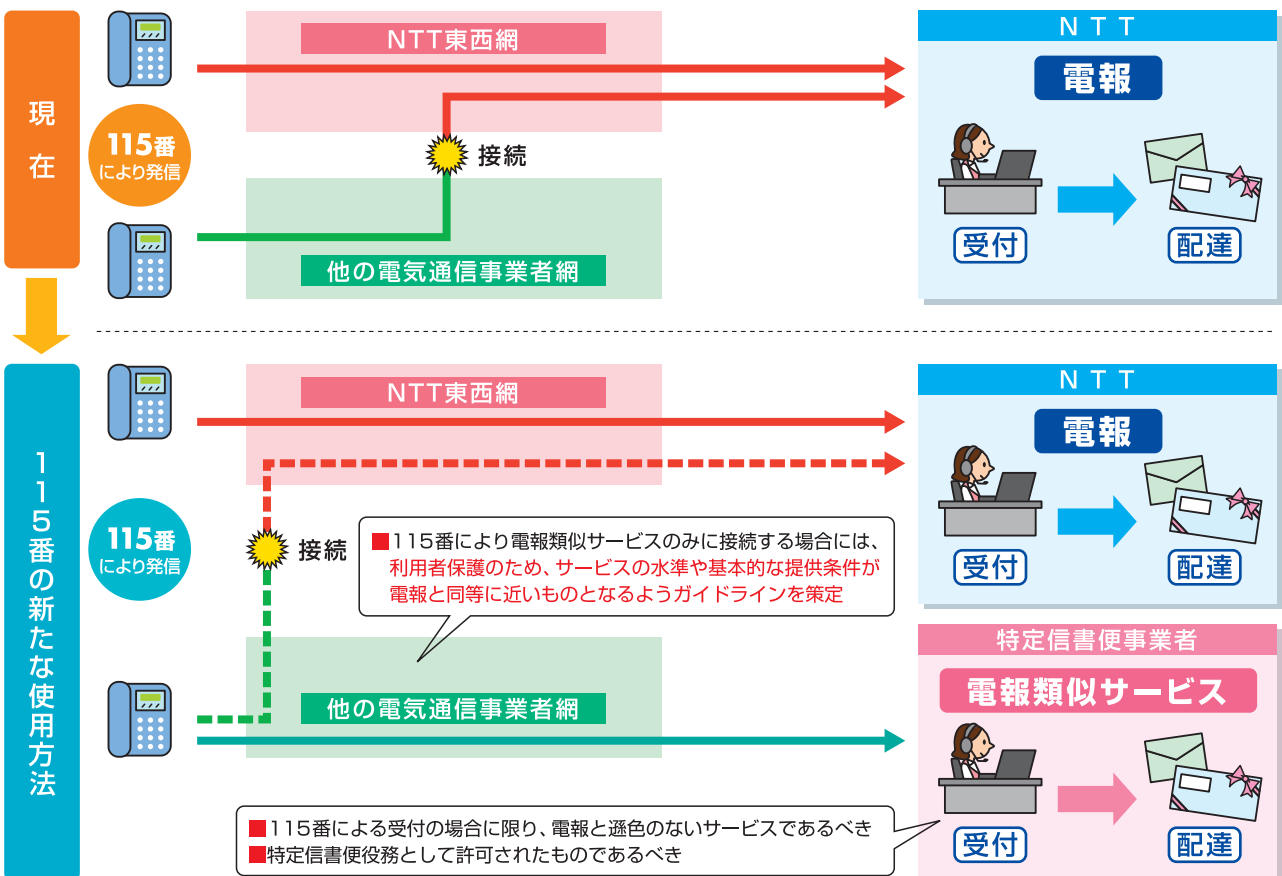 現在
115番
により発信
NTT東西網
接続
他の電気通信事業者網
NTT
電報
受付
配達
115番の新たな使用方法
115番
により発信
NTT東西網
接続
■115番により電報類似サービスのみに接続する場合には、
利用者保護のため、サービスの水準や基本的な提供条件が
電報と同等に近いものとなるようガイドラインを策定
他の電気通信事業者網
NTT
電報
受付
配達
特定信書便事業者
電報類似サービス
受付
配達
■115番による受付の場合に限り、電報と遜色のないサービスであるべき
■特定信書便役務として許可されたものであるべき